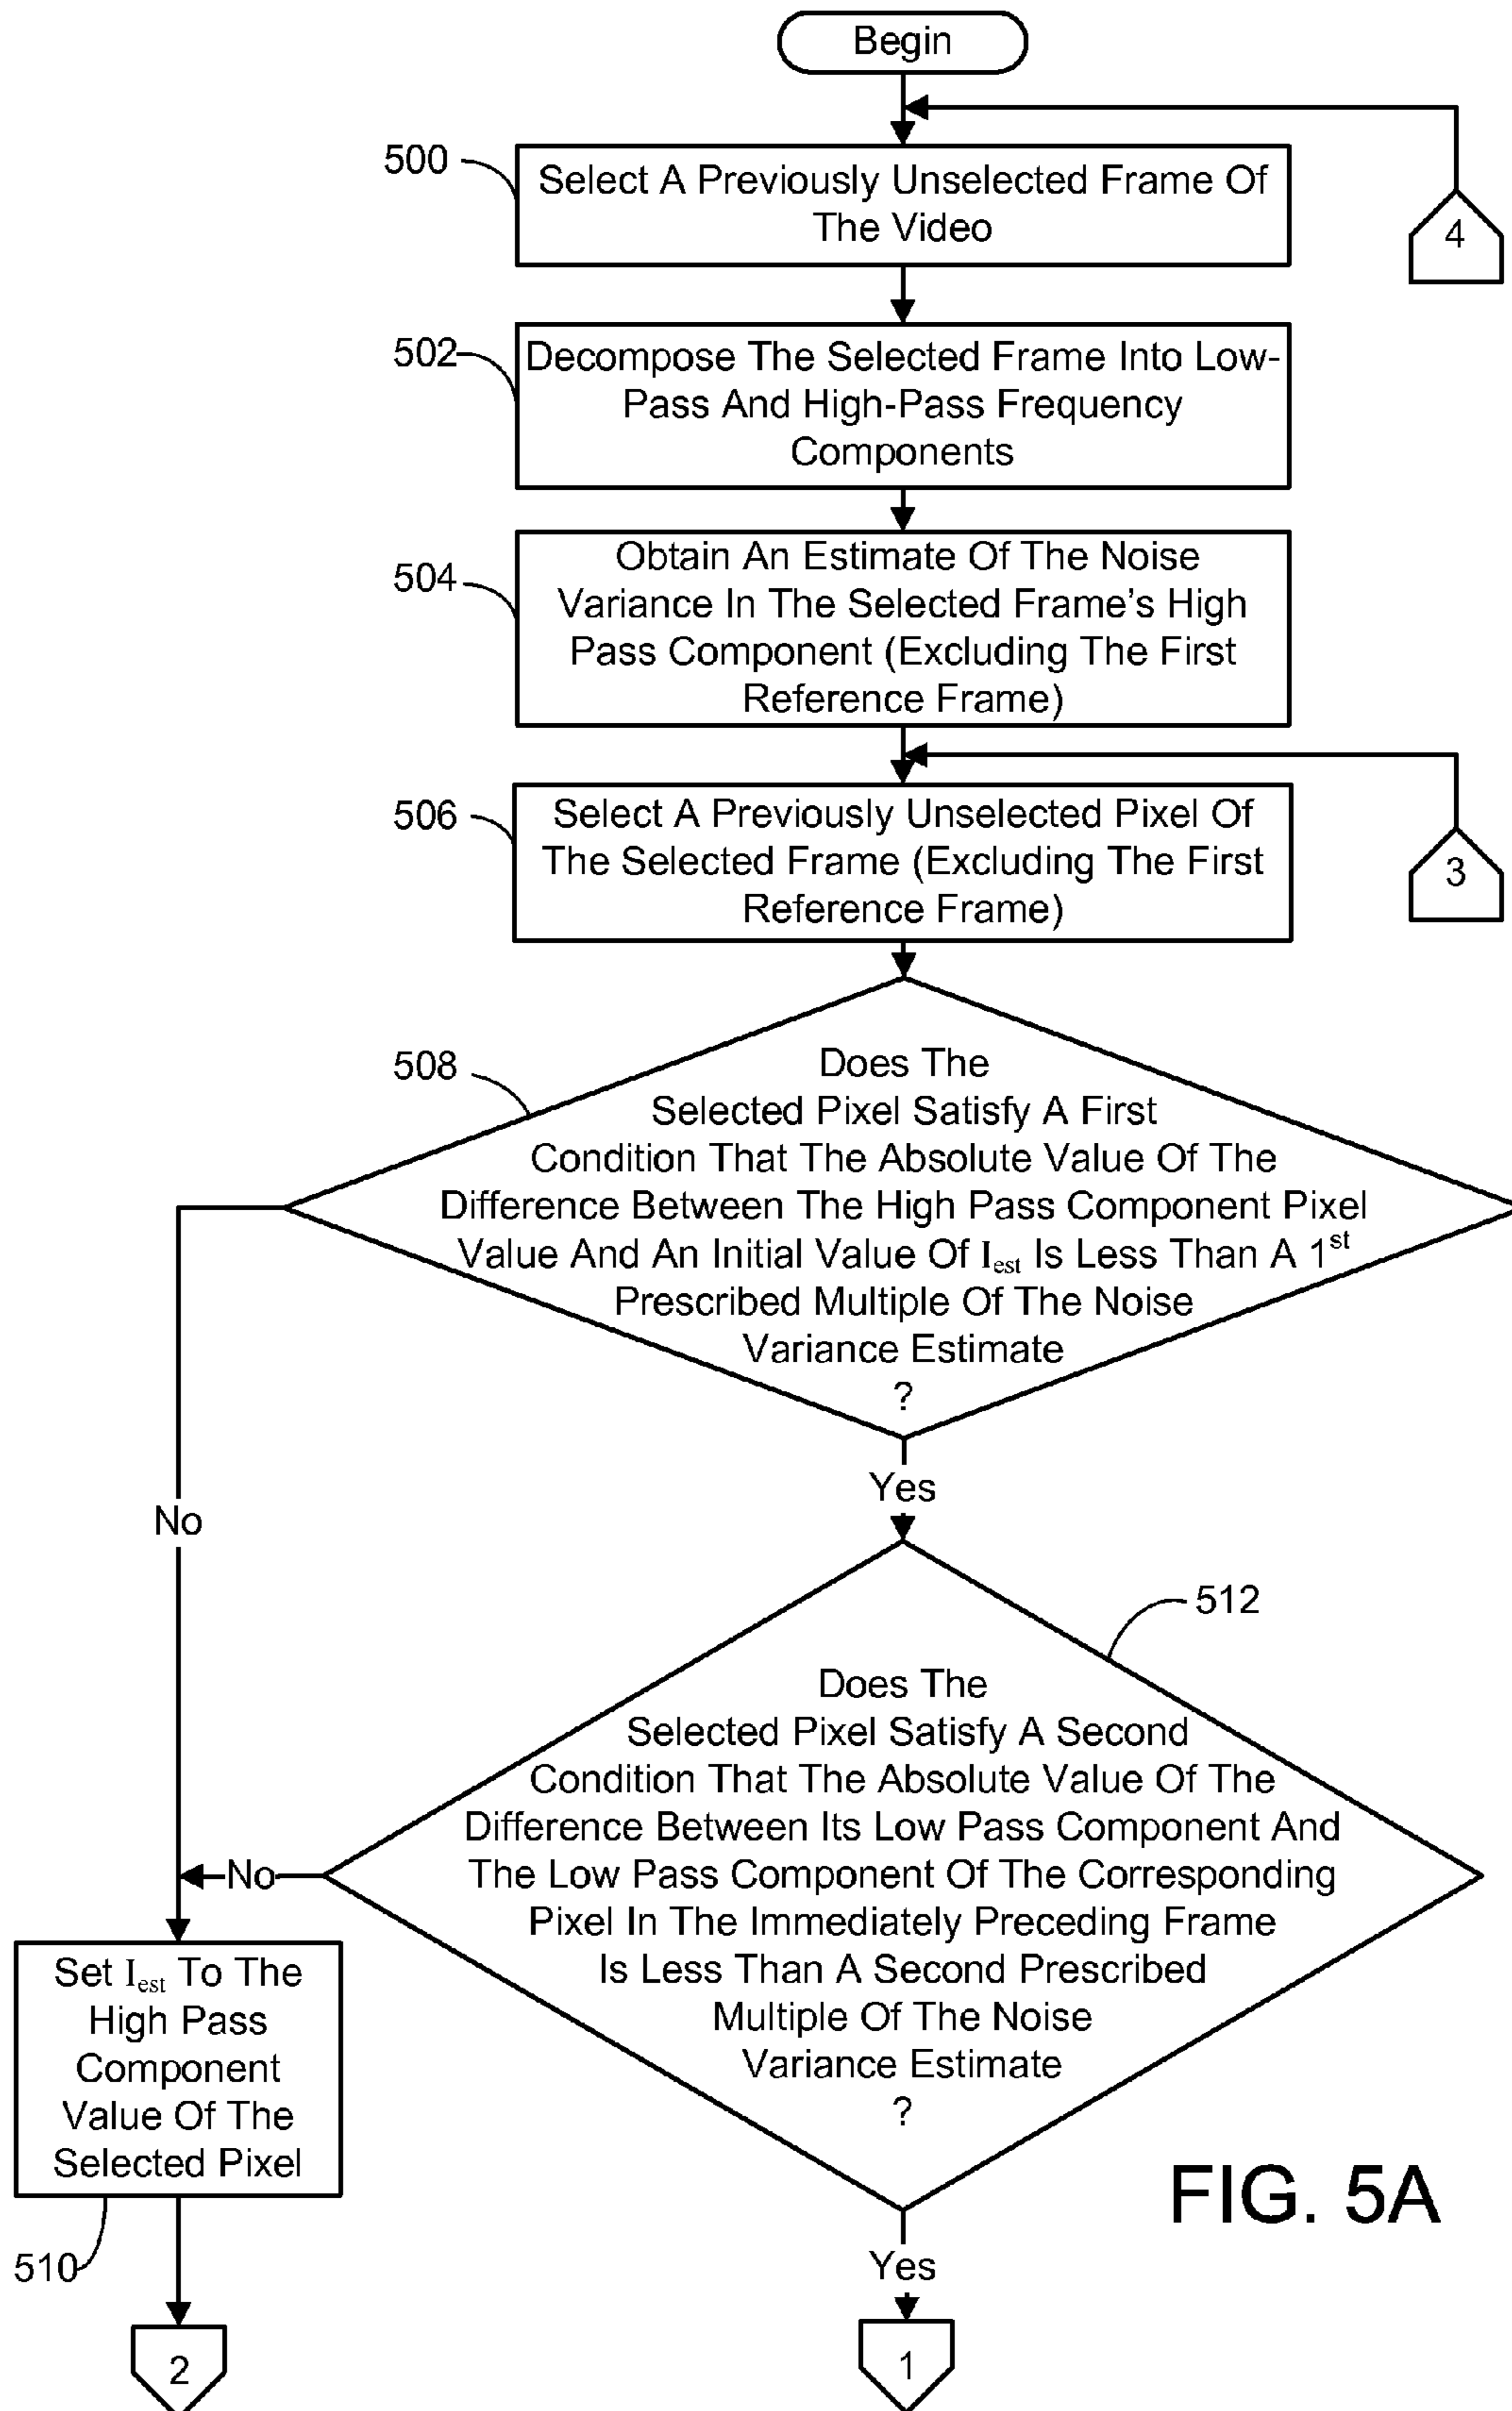 Begin
500
Select A Previously Unselected Frame Of
The Video
4
502
Decompose The Selected Frame Into Low-
Pass And High-Pass Frequency
Components
504
Obtain An Estimate Of The Noise
Variance In The Selected Frame's High
Pass Component (Excluding The First
Reference Frame)
506
Select A Previously Unselected Pixel Of
The Selected Frame (Excluding The First
Reference Frame)
3
508
Does The
Selected Pixel Satisfy A First
Condition That The Absolute Value Of The
Difference Between The High Pass Component Pixel
Value And An Initial Value Of Iest Is Less Than A 1st
Prescribed Multiple Of The Noise
Variance Estimate
?
Yes
No
512
Does The
Selected Pixel Satisfy A Second
Condition That The Absolute Value Of The
Difference Between Its Low Pass Component And
The Low Pass Component Of The Corresponding
Pixel In The Immediately Preceding Frame
Is Less Than A Second Prescribed
Multiple Of The Noise
Variance Estimate
?
No
Set Iest To The
High Pass
Component
Value Of The
Selected Pixel
510
Yes
2
1
FIG. 5A